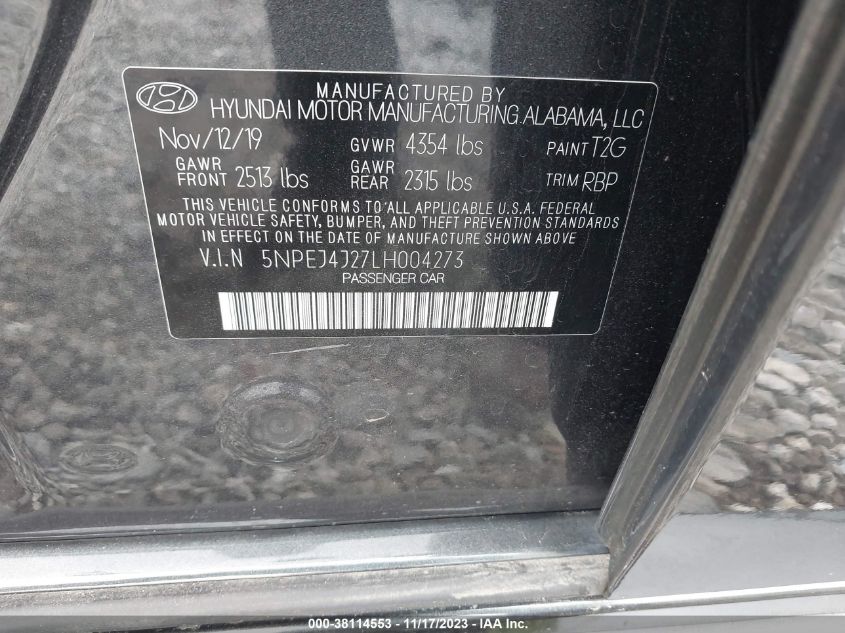 MANUFACTURED BY
HYUNDAI MOTOR MANUFACTURING.ALABAMA, LLC
Nov/12/19 GVWR 4354 lbs PAINT T2G
GAWR FRONT 2513 lbs GAWR REAR 2315 lbs TRIM RBP
THIS VEHICLE CONFORMS TO ALL APPLICABLE U.S.A. FEDERAL
MOTOR VEHICLE SAFETY, BUMPER, AND THEFT PREVENTION STANDARDS
IN EFFECT ON THE DATE OF MANUFACTURE SHOWN ABOVE
V.I.N 5NPEJ4J27LH004273
PASSENGER CAR
000-38114553 - 11/17/2023 - IAA Inc.